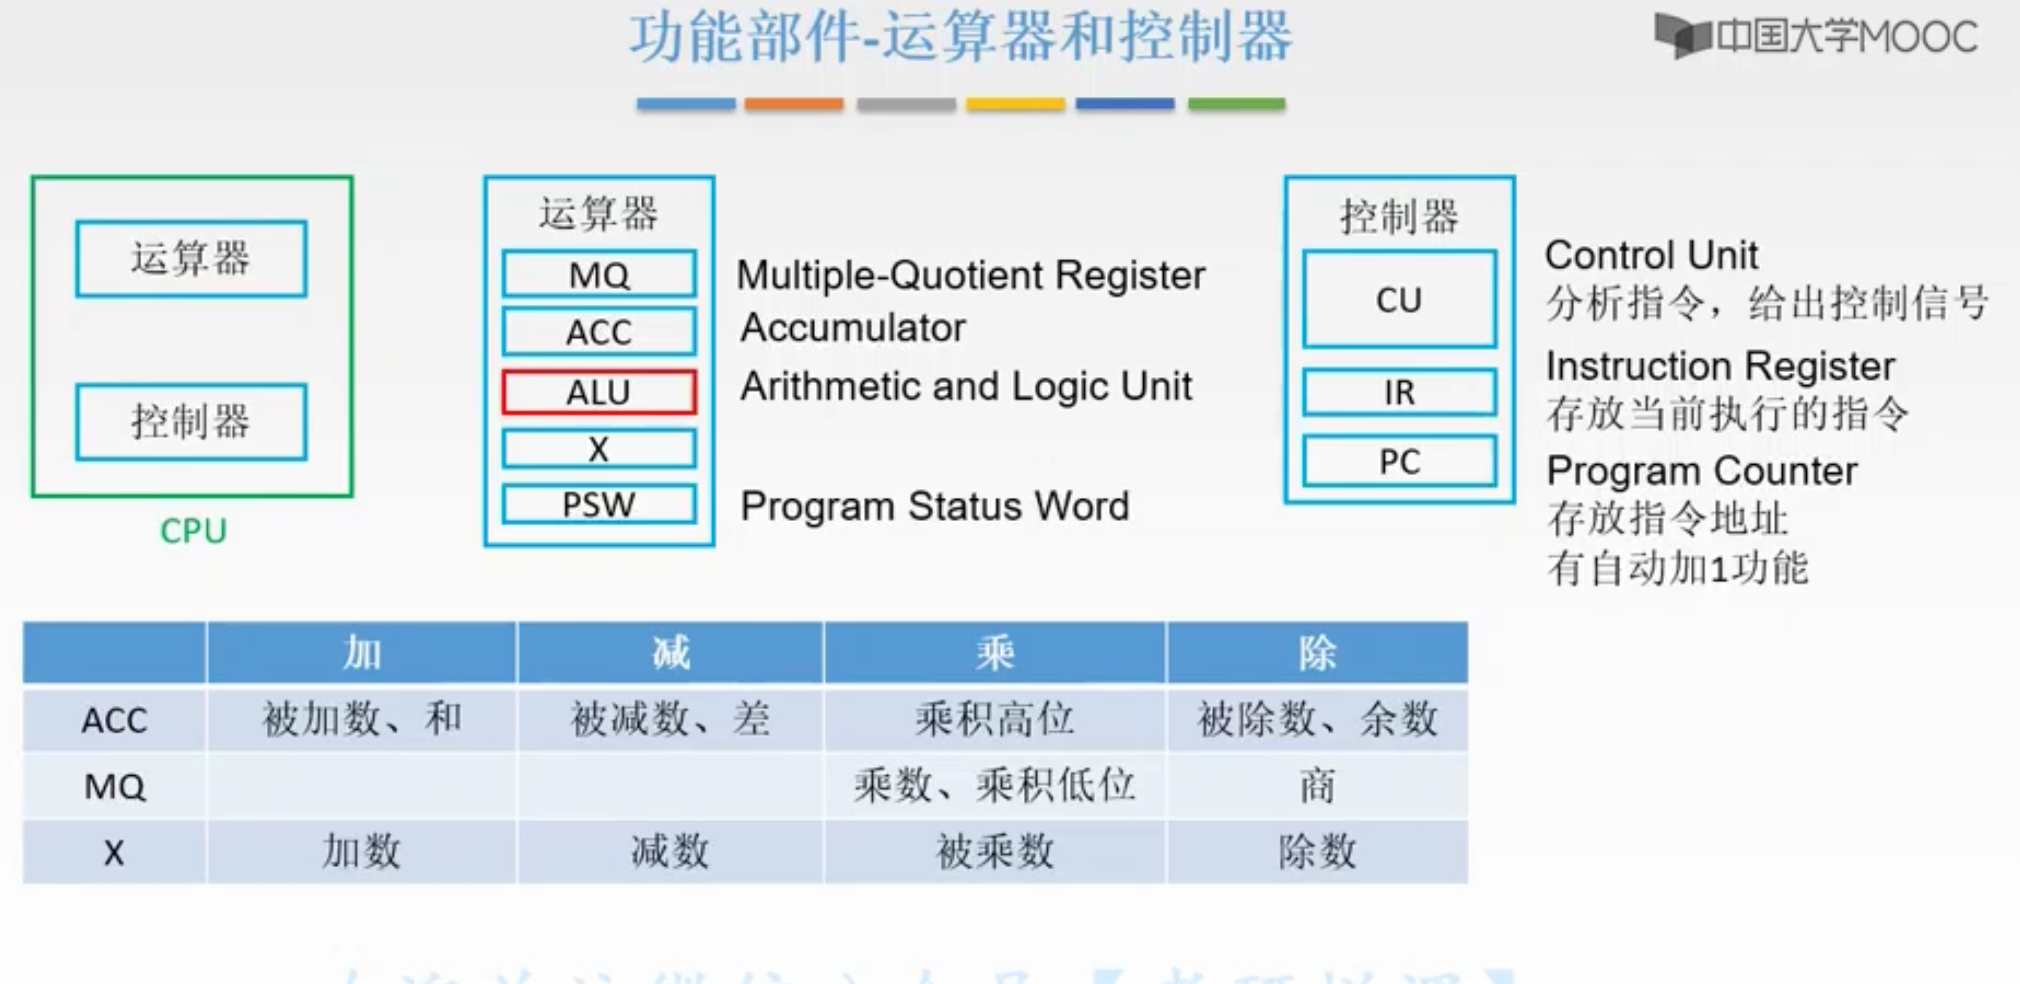 功能部件-运算器和控制器
中国大学MOOC
运算器
控制器
CPU
运算器
MQ
Multiple-Quotient Register
ACC
Accumulator
ALU
Arithmetic and Logic Unit
X
PSW
Program Status Word
控制器
CU
Control Unit
分析指令，给出控制信号
IR
Instruction Register
存放当前执行的指令
PC
Program Counter
存放指令地址
有自动加1功能
加 减 乘 除
ACC 被加数、和 被减数、差 乘积高位 被除数、余数
MQ 乘数、乘积低位 商
X 加数 减数 被乘数 除数